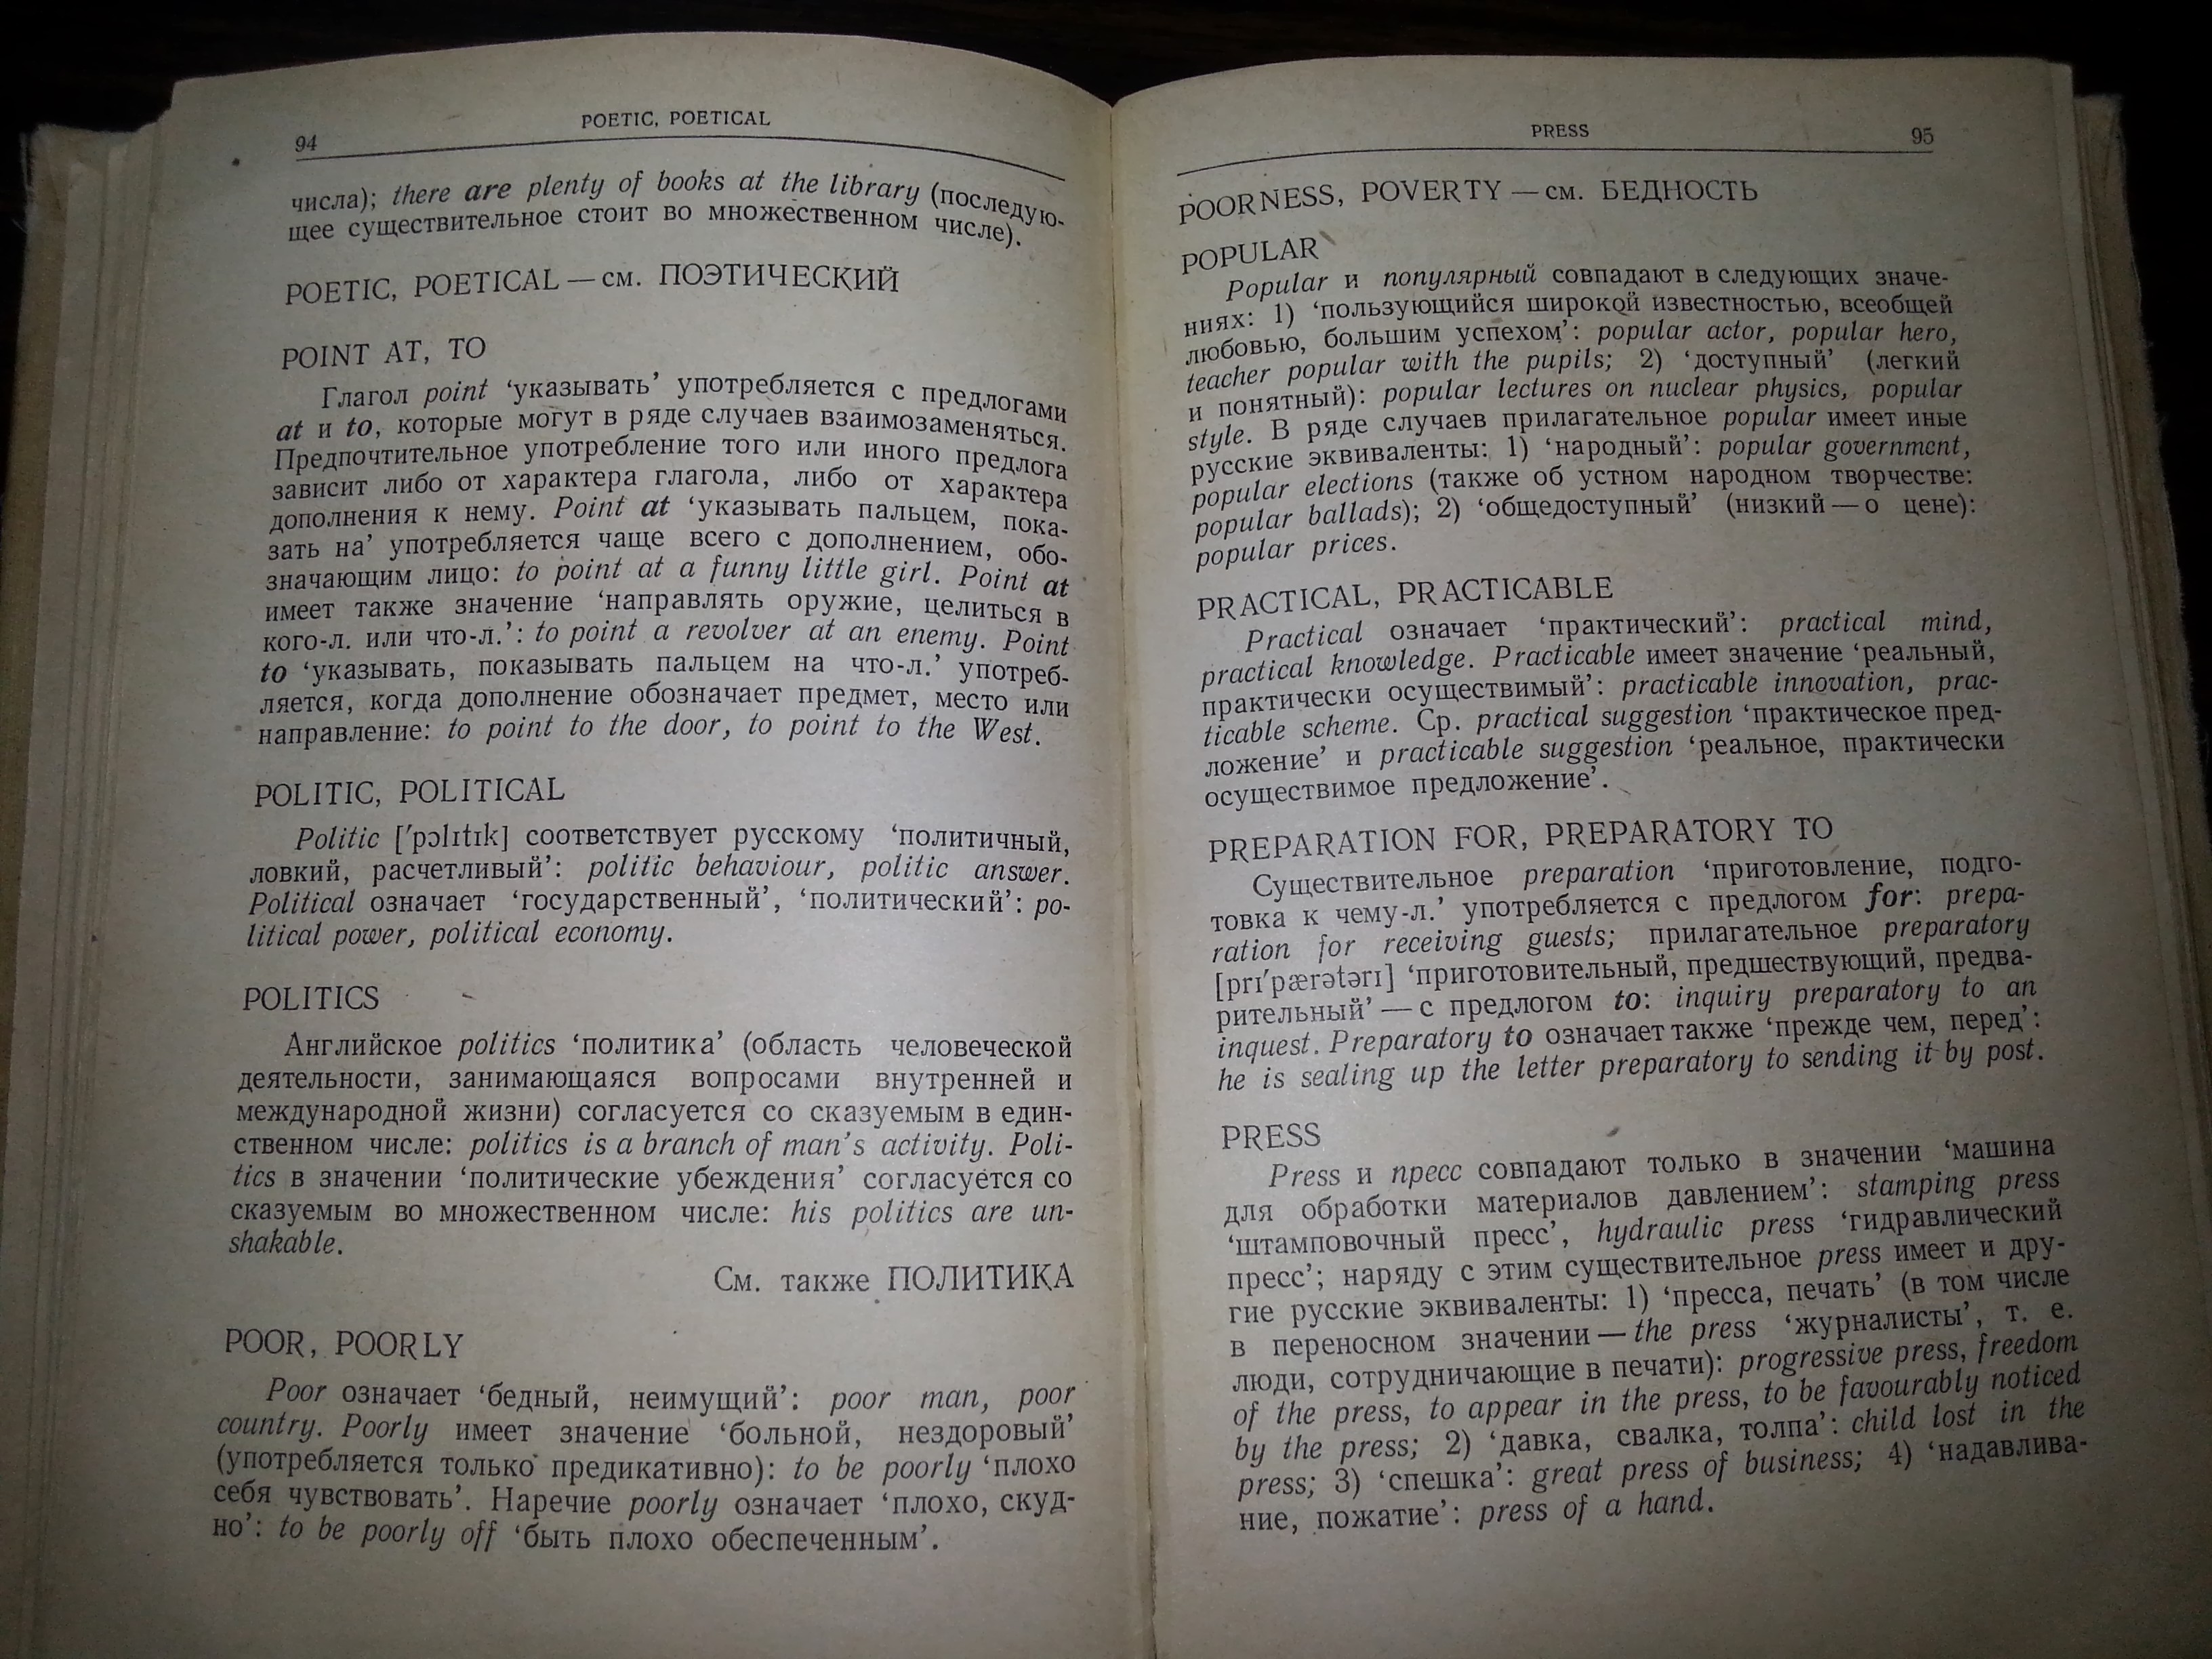 94
POETIC, POETICAL
числа); there are plenty of books at the library (последую-
щее существительное стоит во множественном числе).
POETIC, POETICAL — см. ПОЭТИЧЕСКИЙ
POINT AT, TO
Глагол point ‘указывать’ употребляется с предлогами
at и to, которые могут в ряде случаев взаимозаменяться.
Предпочтительное употребление того или иного предлога
зависит либо от характера глагола, либо от характера
дополнения к нему. Point at ‘указывать пальцем, пока-
зать на’ употребляется чаще всего с дополнением, обо-
значающим лицо: to point at a funny little girl. Point at
имеет также значение ‘направлять оружие, целиться в
кого-л. или что-л.’: to point a revolver at an enemy. Point
to ‘указывать, показывать пальцем на что-л.’ употреб-
ляется, когда дополнение обозначает предмет, место или
направление: to point to the door, to point to the West.
POLITIC, POLITICAL
Politic [ʹpɔlıtık] соответствует русскому ‘политичный,
ловкий, расчетливый’: politic behaviour, politic answer.
Political означает ‘государственный’, ‘политический’: po-
litical power, political economy.
POLITICS
Английское politics ‘политика’ (область человеческой
деятельности, занимающаяся вопросами внутренней и
международной жизни) согласуется со сказуемым в един-
ственном числе: politics is a branch of man’s activity. Poli-
tics в значении ‘политические убеждения’ согласуется со
сказуемым во множественном числе: his politics are un-
shakable.
См. также ПОЛИТИКА
POOR, POORLY
Poor означает ‘бедный, неимущий’: poor man, poor
country. Poorly имеет значение ‘больной, нездоровый’
(употребляется только предикативно): to be poorly ‘плохо
себя чувствовать’. Наречие poorly означает ‘плохо, скуд-
но’: to be poorly off ‘быть плохо обеспеченным’.
PRESS
95
POORNESS, POVERTY — см. БЕДНОСТЬ
POPULAR
Popular и популярный совпадают в следующих значе-
ниях: 1) ‘пользующийся широкой известностью, всеобщей
любовью, большим успехом’: popular actor, popular hero,
teacher popular with the pupils; 2) ‘доступный’ (легкий
и понятный): popular lectures on nuclear physics, popular
style. В ряде случаев прилагательное popular имеет иные
русские эквиваленты: 1) ‘народный’: popular government,
popular elections (также об устном народном творчестве:
popular ballads); 2) ‘общедоступный’ (низкий — о цене):
popular prices.
PRACTICAL, PRACTICABLE
Practical означает ‘практический’: practical mind,
practical knowledge. Practicable имеет значение ‘реальный,
практически осуществимый’: practicable innovation, prac-
ticable scheme. Ср. practical suggestion ‘практическое пред-
ложение’ и practicable suggestion ‘реальное, практически
осуществимое предложение’.
PREPARATION FOR, PREPARATORY TO
Существительное preparation ‘приготовление, подго-
товка к чему-л.’ употребляется с предлогом for: prepa-
ration for receiving guests; прилагательное preparatory
[prıʹpærətərı] ‘приготовительный, предшествующий, предва-
рительный’ — с предлогом to: inquiry preparatory to an
inquest. Preparatory to означает также ‘прежде чем, перед’:
he is sealing up the letter preparatory to sending it by post.
PRESS
Press и пресс совпадают только в значении ‘машина
для обработки материалов давлением’: stamping press
‘штамповочный пресс’, hydraulic press ‘гидравлический
пресс’; наряду с этим существительное press имеет и дру-
гие русские эквиваленты: 1) ‘пресса, печать’ (в том числе
в переносном значении — the press ‘журналисты’, т. е.
люди, сотрудничающие в печати): progressive press, freedom
of the press, to appear in the press, to be favourably noticed
by the press; 2) ‘давка, свалка, толпа’: child lost in the
press; 3) ‘спешка’: great press of business; 4) ‘надавлива-
ние, пожатие’: press of a hand.